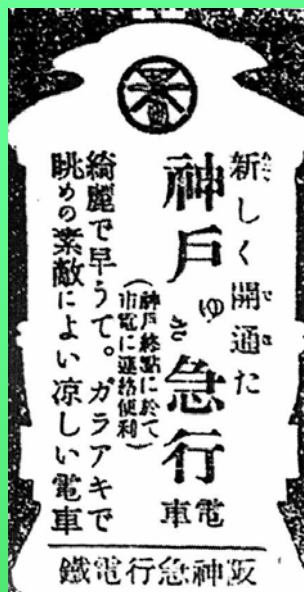 新しく開通た
神戶ゆき急行電車
(神戶終點に於て
市電に連絡便利)
綺麗で早うて。ガラアキで
眺めの素敵によい涼しい電車
阪神急行電鐵